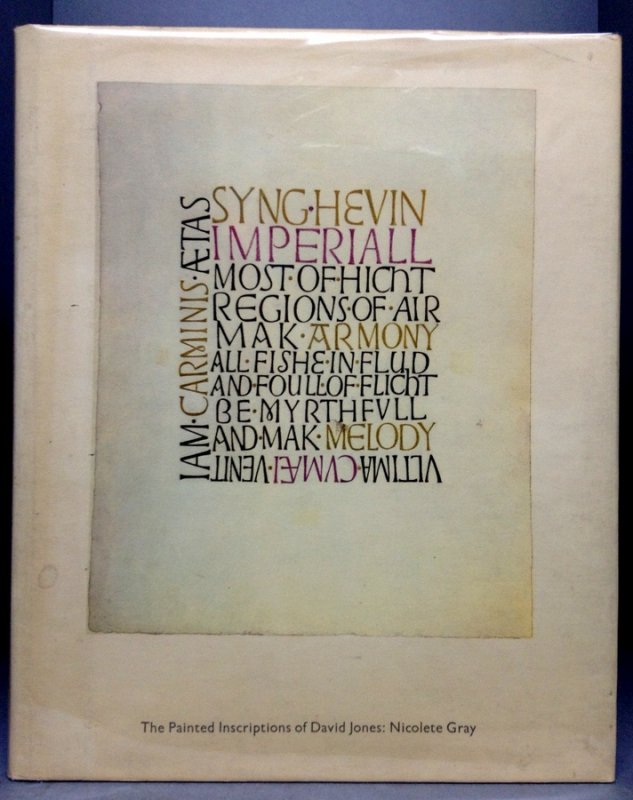 SYNG·HEVIN
IMPERIALL
MOST·OF·HICHT
REGIONS·OF·AIR
MAK·ARMONY
ALL·FISHE·IN·FLUD
AND·FOULL·OF·FLICHT
BE·MYRTHFVLL
AND·MAK·MELODY
VLTIMA·CVMÆI·VENIT·
IAM·CARMINIS·ÆTAS
The Painted Inscriptions of David Jones: Nicolete Gray